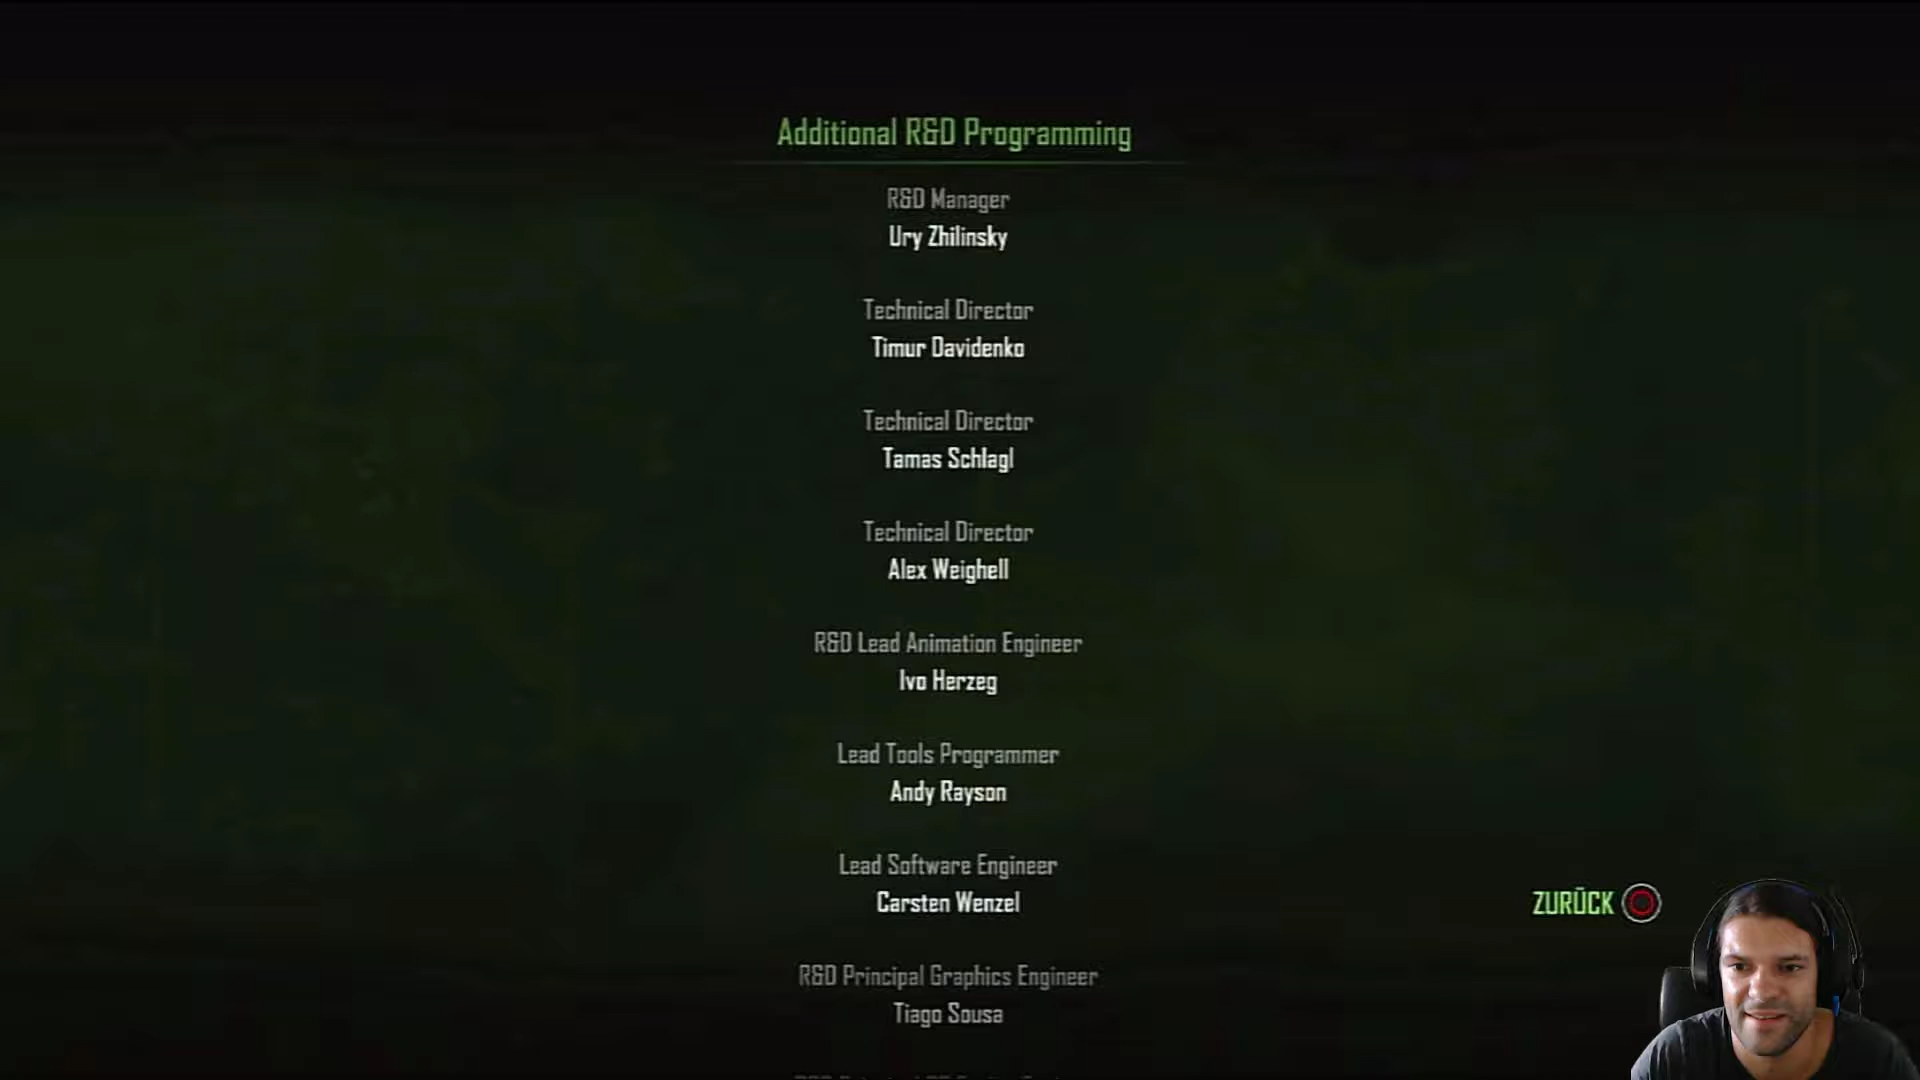 Additional R&D Programming
R&D Manager
Ury Zhilinsky
Technical Director
Timur Davidenko
Technical Director
Tamas Schlagl
Technical Director
Alex Weighell
R&D Lead Animation Engineer
Ivo Herzeg
Lead Tools Programmer
Andy Rayson
Lead Software Engineer
Carsten Wenzel
ZURÜCK
R&D Principal Graphics Engineer
Tiago Sousa